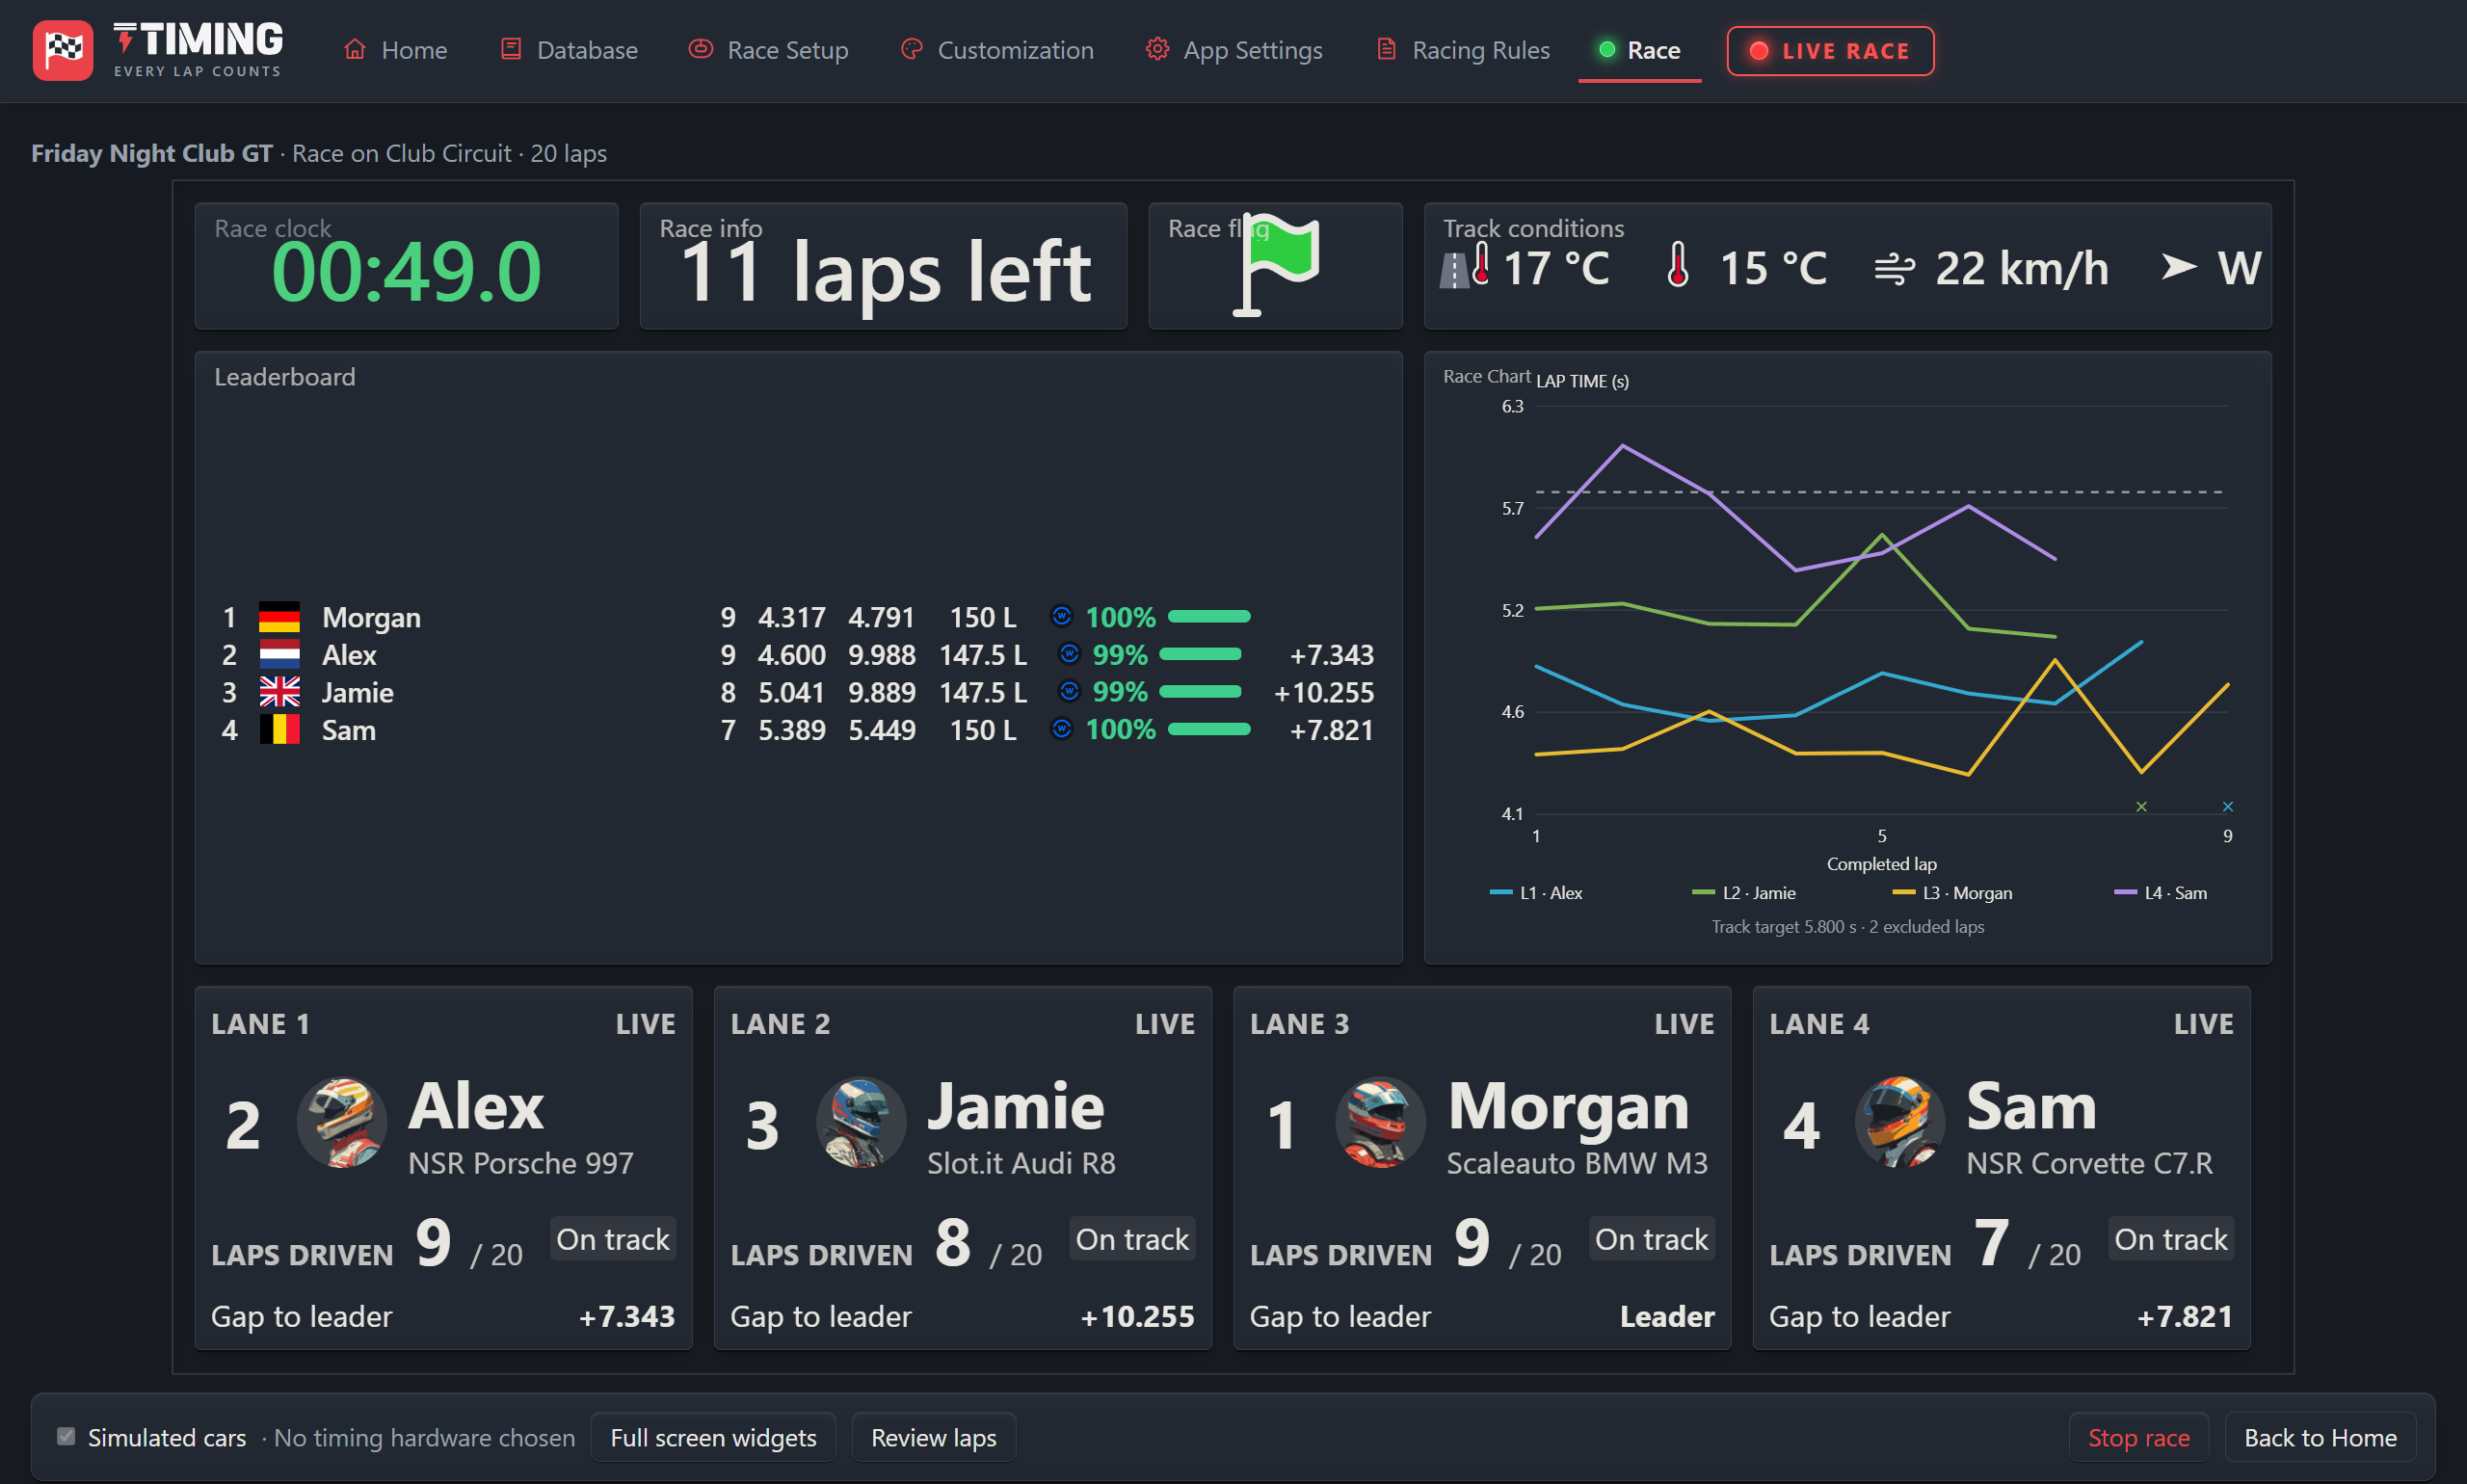 TIMING
EVERY LAP COUNTS
Home
Database
Race Setup
Customization
App Settings
Racing Rules
Race
LIVE RACE
Friday Night Club GT · Race on Club Circuit · 20 laps
Race clock
00:49.0
Race info
11 laps left
Race flag
Track conditions
17 °C
15 °C
22 km/h
W
Leaderboard
1 Morgan 9 4.317 4.791 150 L W 100%
2 Alex 9 4.600 9.988 147.5 L W 99% +7.343
3 Jamie 8 5.041 9.889 147.5 L W 99% +10.255
4 Sam 7 5.389 5.449 150 L W 100% +7.821
Race Chart
LAP TIME (s)
6.3
5.7
5.2
4.6
4.1
1 5 9
Completed lap
L1 · Alex L2 · Jamie L3 · Morgan L4 · Sam
Track target 5.800 s · 2 excluded laps
LANE 1 LIVE
2 Alex
NSR Porsche 997
LAPS DRIVEN 9 / 20 On track
Gap to leader +7.343
LANE 2 LIVE
3 Jamie
Slot.it Audi R8
LAPS DRIVEN 8 / 20 On track
Gap to leader +10.255
LANE 3 LIVE
1 Morgan
Scaleauto BMW M3
LAPS DRIVEN 9 / 20 On track
Gap to leader Leader
LANE 4 LIVE
4 Sam
NSR Corvette C7.R
LAPS DRIVEN 7 / 20 On track
Gap to leader +7.821
Simulated cars · No timing hardware chosen
Full screen widgets
Review laps
Stop race
Back to Home